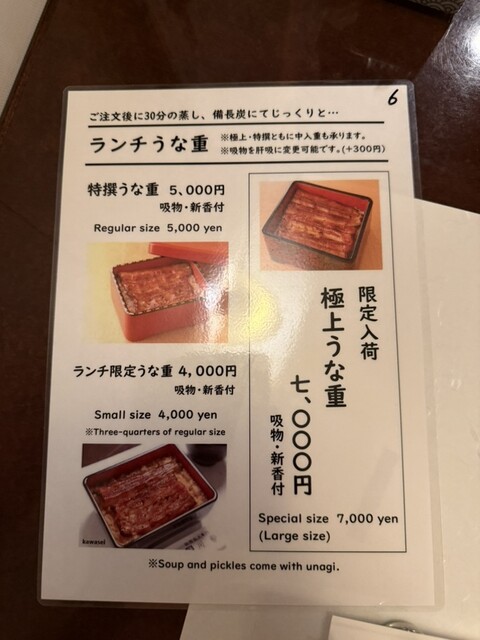 6
ご注文後に30分の蒸し、備長炭にてじっくりと…
ランチうな重
※極上・特撰ともに中入重も承ります。
※吸物を肝吸に変更可能です。(+300円)
特撰うな重 5,000円
吸物・新香付
Regular size 5,000 yen
ランチ限定うな重 4,000円
吸物・新香付
Small size 4,000 yen
※Three-quarters of regular size
kawasei
限定入荷
極上うな重
七、〇〇〇円
吸物・新香付
Special size 7,000 yen
(Large size)
※Soup and pickles come with unagi.